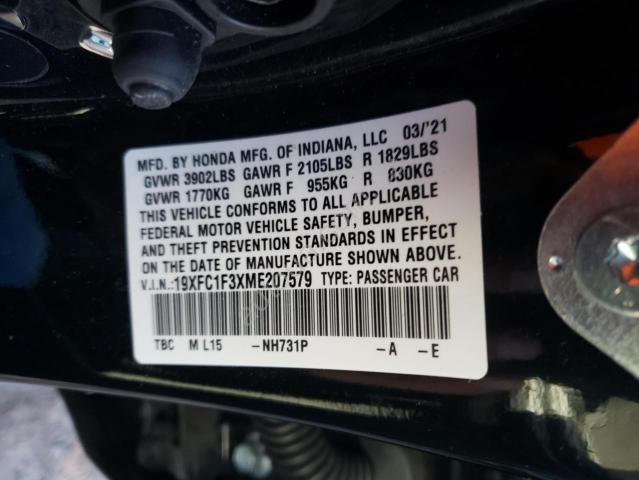 MFD. BY HONDA MFG. OF INDIANA, LLC 03/'21
GVWR 3902LBS GAWR F 2105LBS R 1829LBS
GVWR 1770KG GAWR F 955KG R 830KG
THIS VEHICLE CONFORMS TO ALL APPLICABLE
FEDERAL MOTOR VEHICLE SAFETY, BUMPER,
AND THEFT PREVENTION STANDARDS IN EFFECT
ON THE DATE OF MANUFACTURE SHOWN ABOVE.
V.I.N.:19XFC1F3XME207579 TYPE: PASSENGER CAR
TBC M L15 -NH731P -A -E